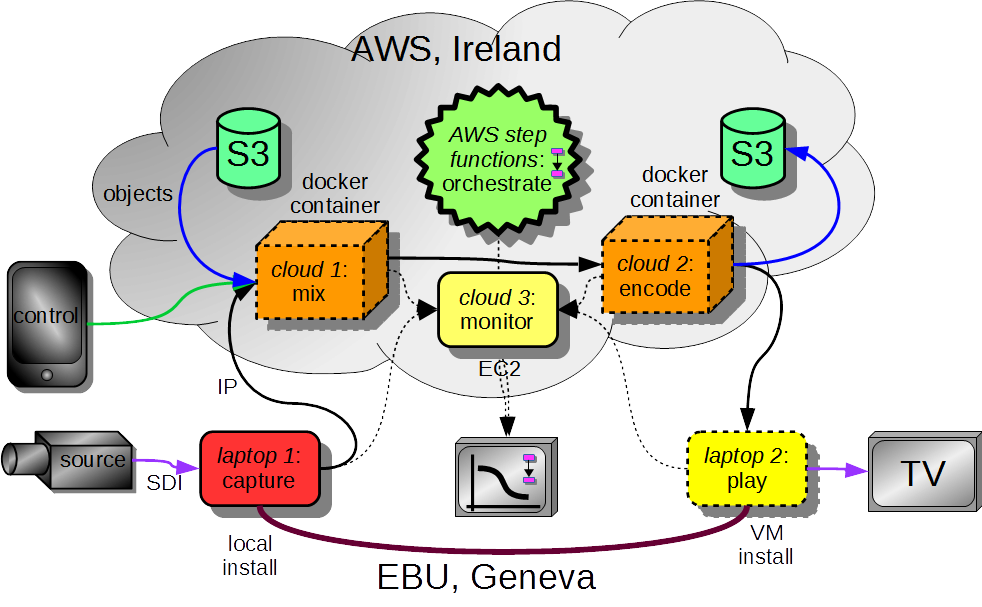 AWS, Ireland
S3
AWS step
functions:
orchestrate
S3
objects
docker
container
docker
container
cloud 1:
mix
cloud 2:
encode
cloud 3:
monitor
control
EC2
IP
source
SDI
laptop 1:
capture
laptop 2:
play
TV
local
install
VM
install
EBU, Geneva